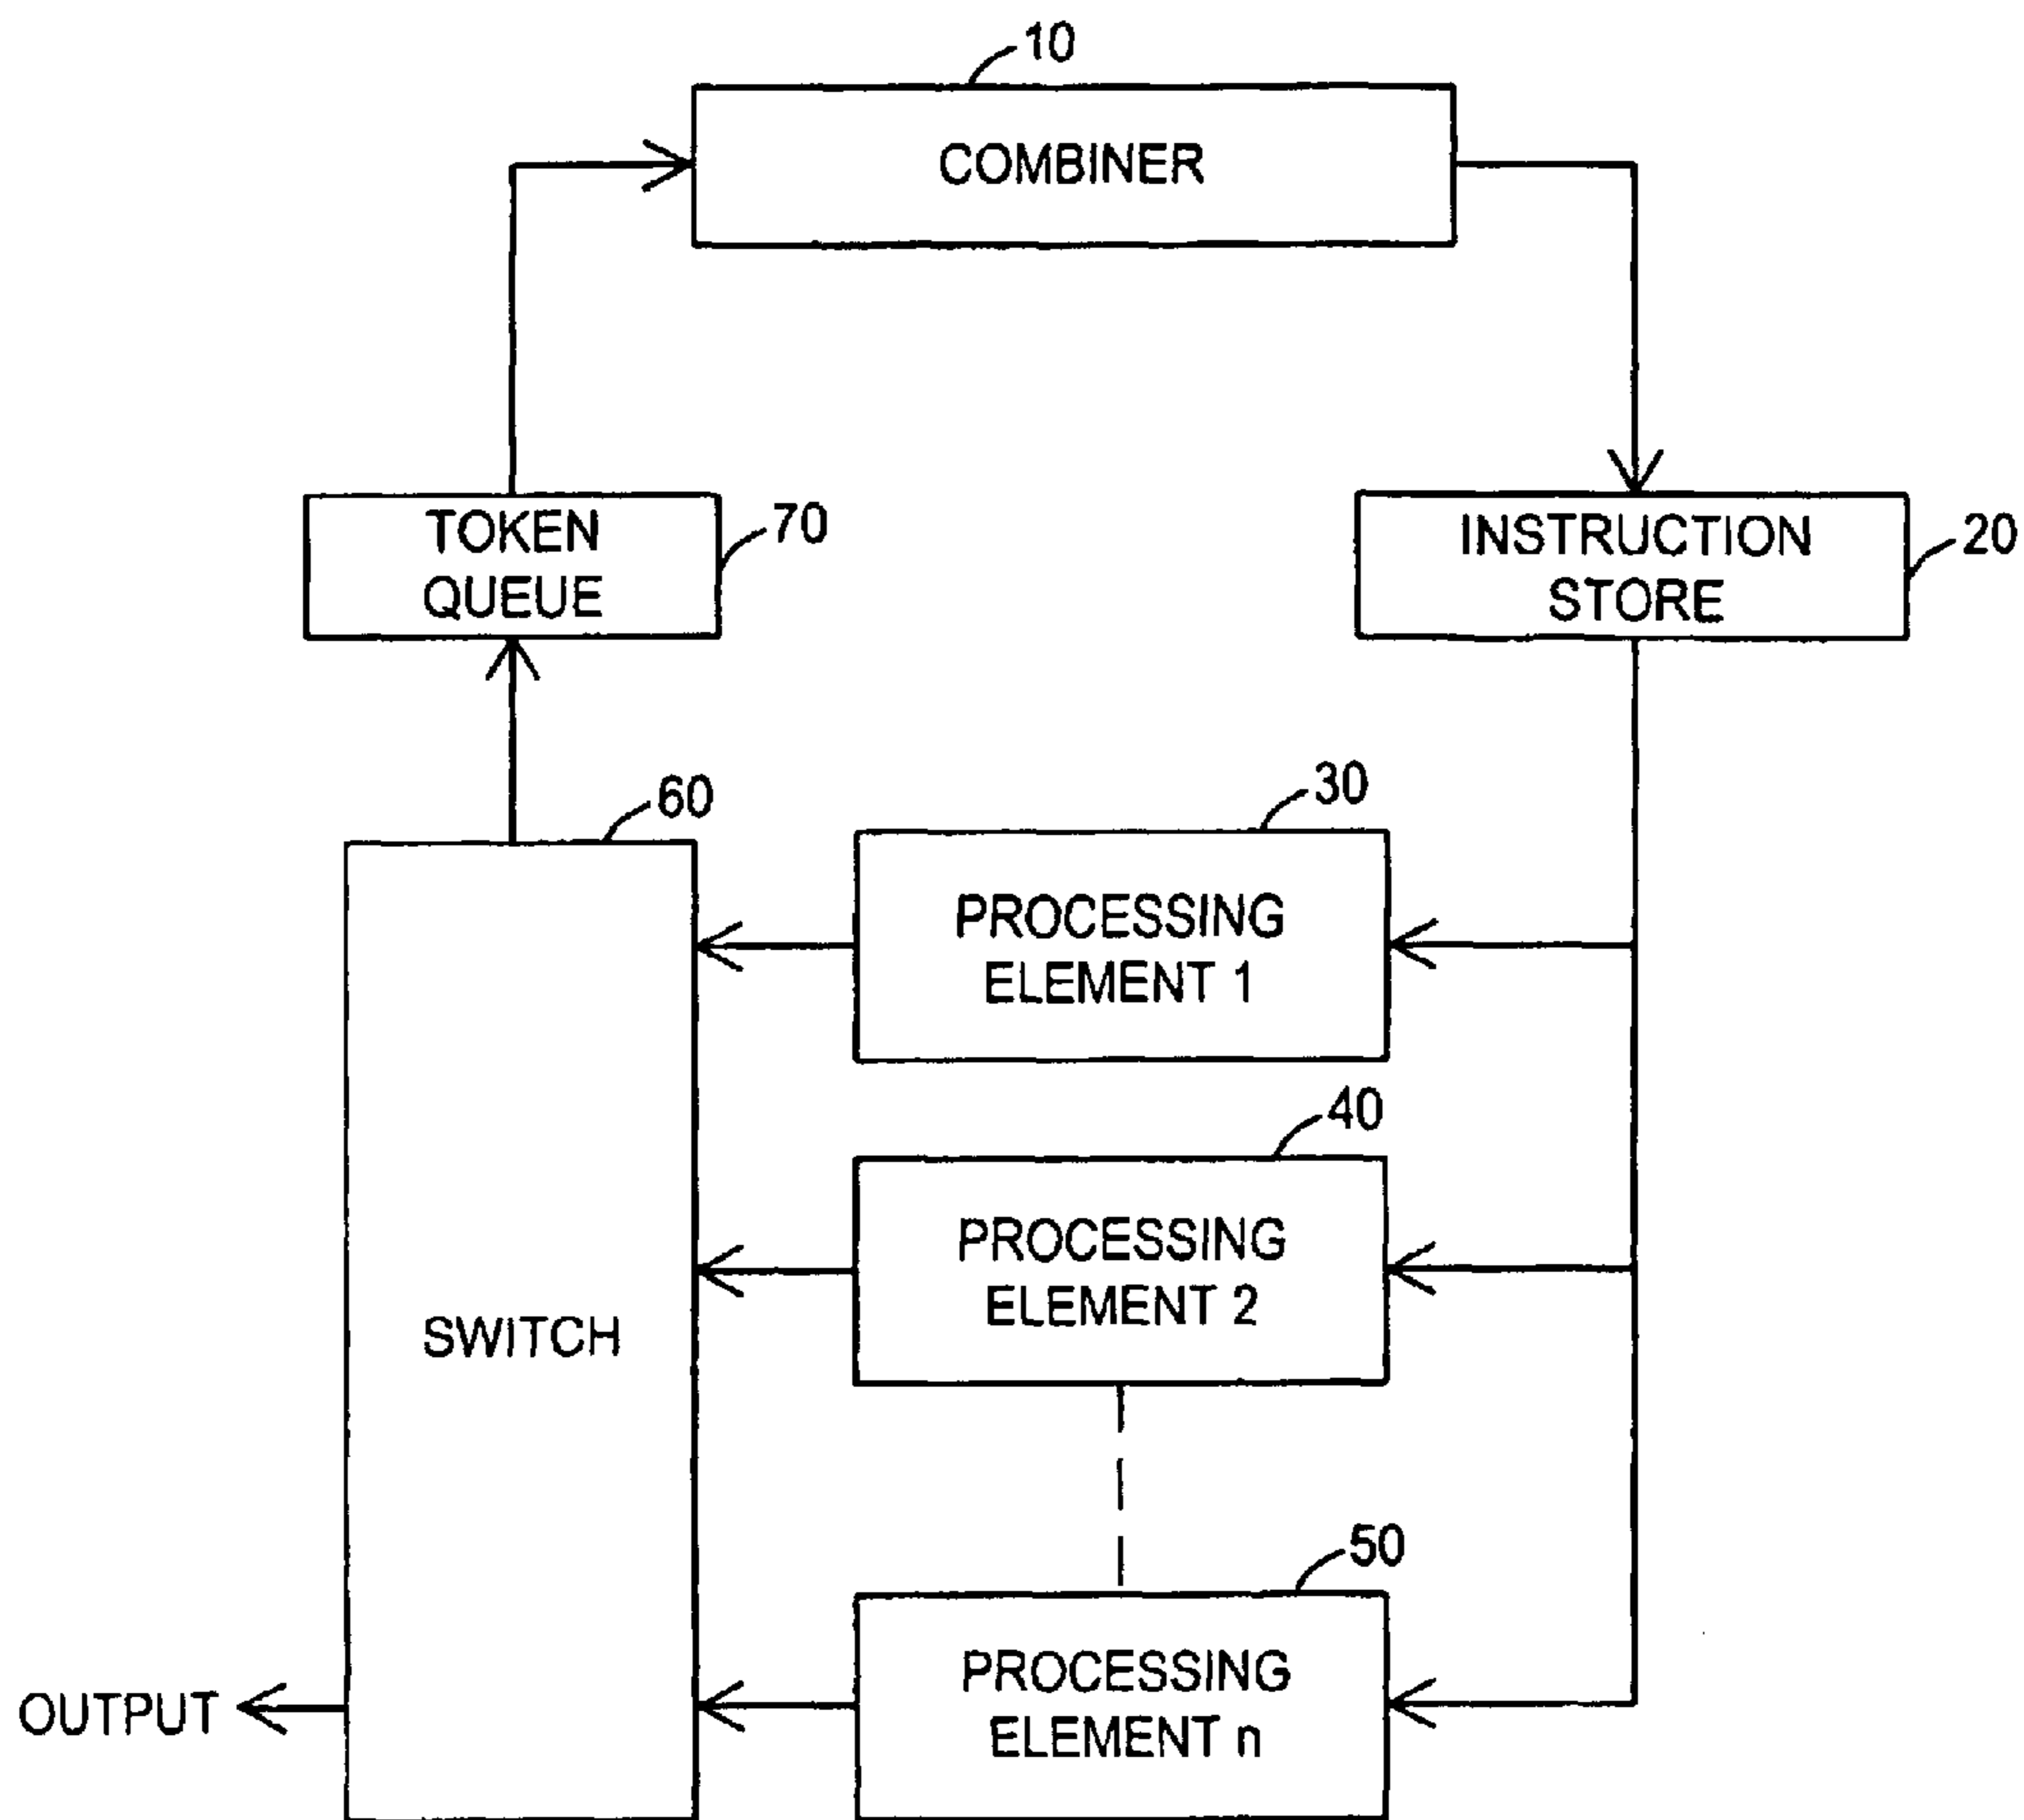 10
COMBINER
TOKEN
QUEUE
70
INSTRUCTION
STORE
20
60
30
PROCESSING
ELEMENT 1
40
PROCESSING
ELEMENT 2
SWITCH
50
PROCESSING
ELEMENT n
OUTPUT